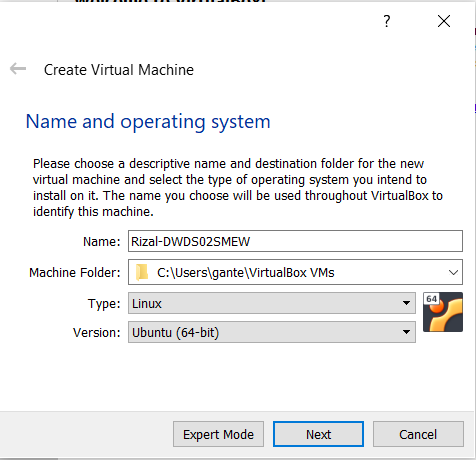 ?
Create Virtual Machine
Name and operating system
Please choose a descriptive name and destination folder for the new
virtual machine and select the type of operating system you intend to
install on it. The name you choose will be used throughout VirtualBox to
identify this machine.
Name: Rizal-DWDS02SMEW
Machine Folder: C:\Users\gante\VirtualBox VMs
Type: Linux
64
Version: Ubuntu (64-bit)
Expert Mode Next Cancel